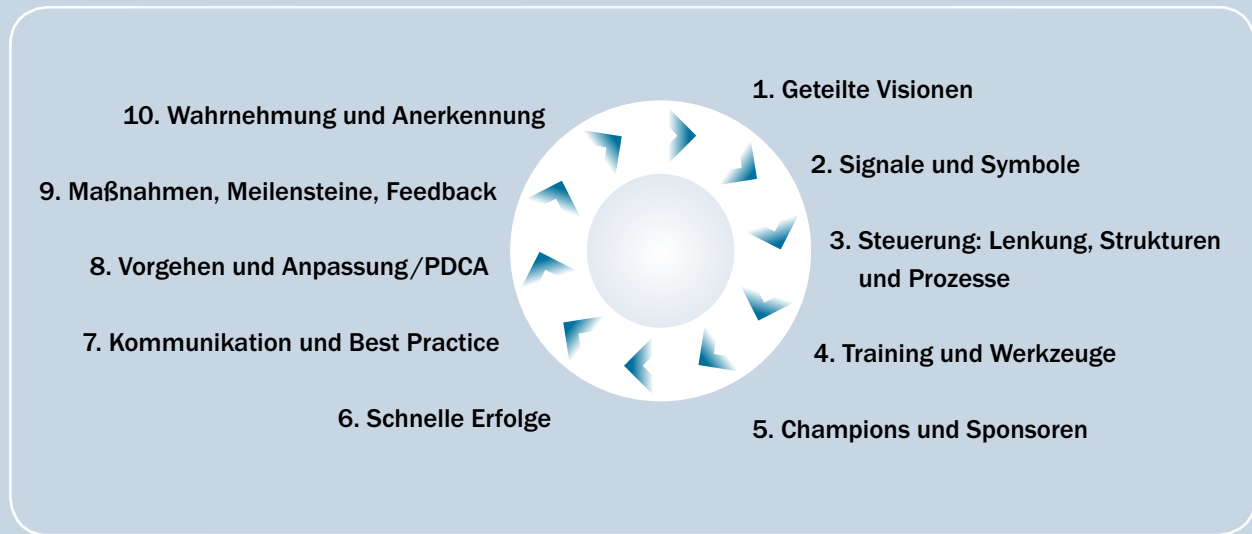 1. Geteilte Visionen
2. Signale und Symbole
3. Steuerung: Lenkung, Strukturen
und Prozesse
4. Training und Werkzeuge
5. Champions und Sponsoren
6. Schnelle Erfolge
7. Kommunikation und Best Practice
8. Vorgehen und Anpassung/PDCA
9. Maßnahmen, Meilensteine, Feedback
10. Wahrnehmung und Anerkennung